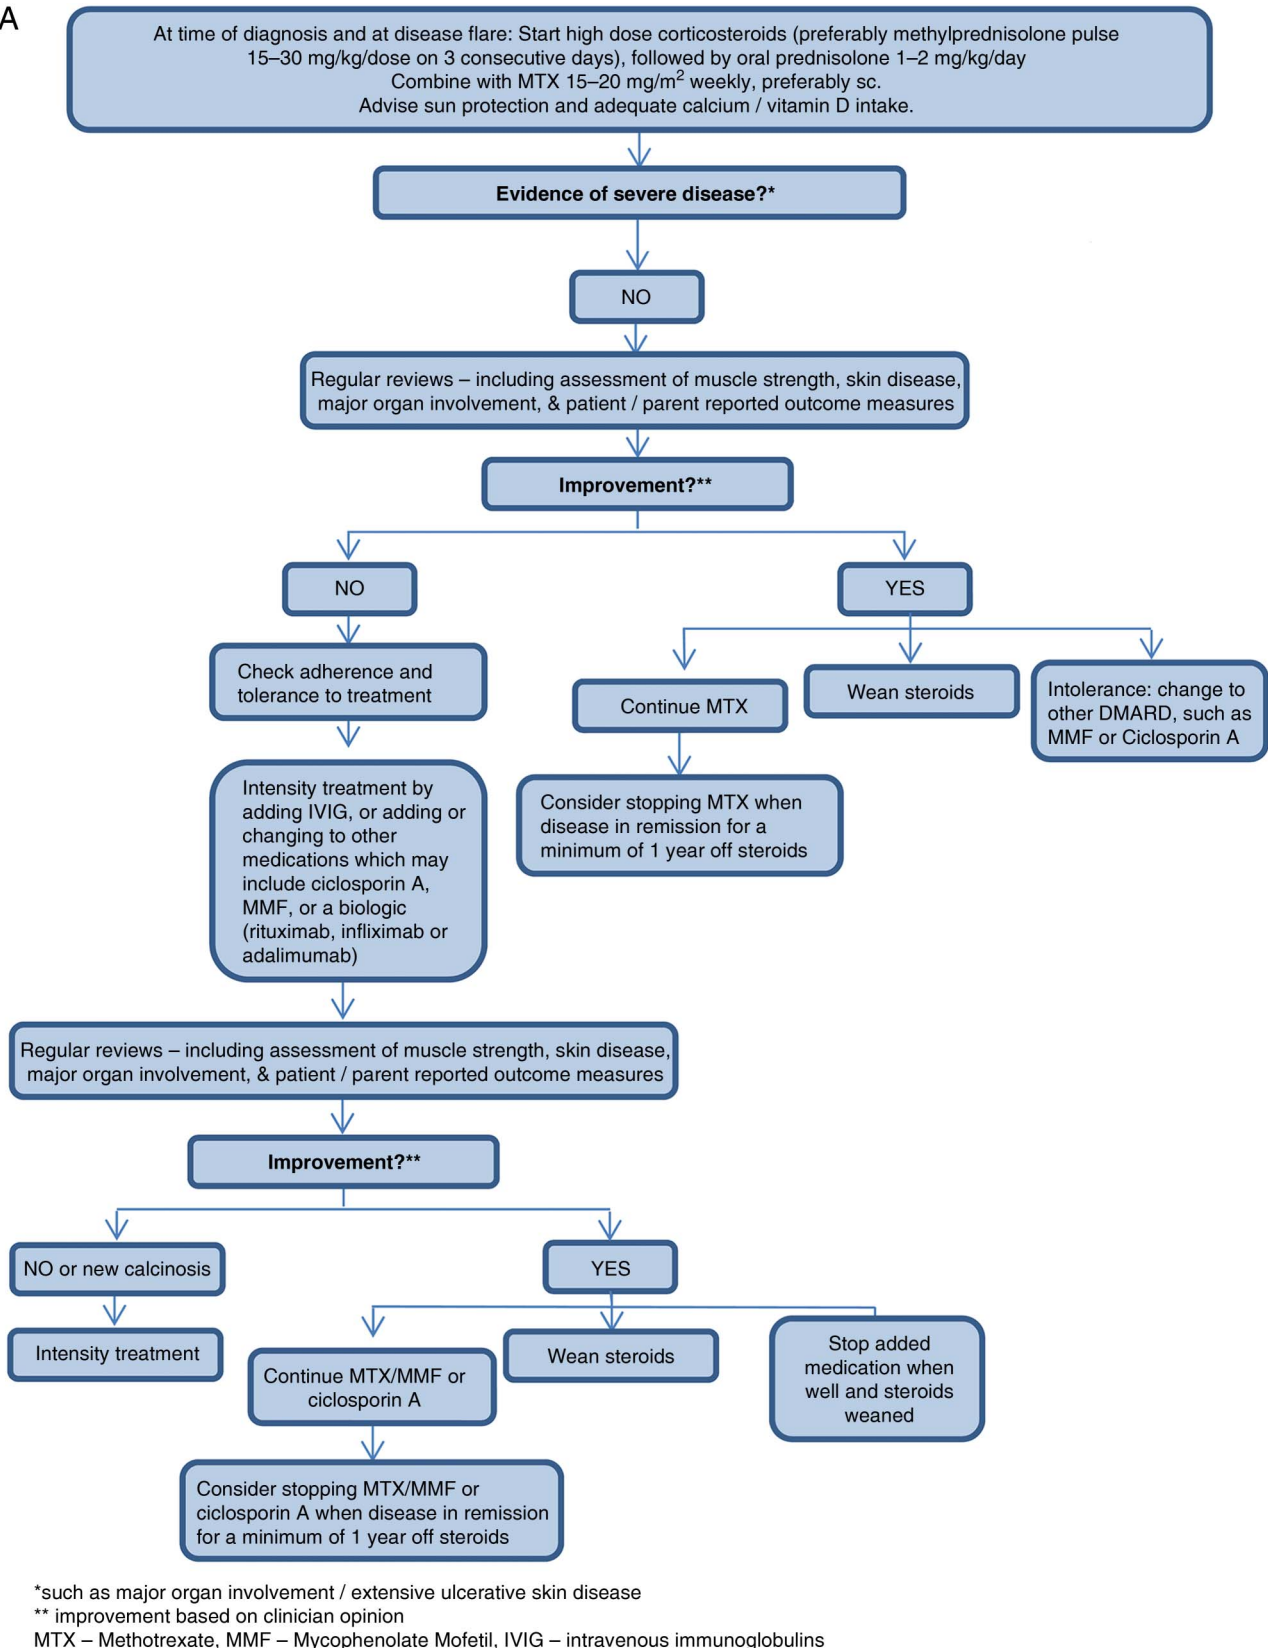 A
At time of diagnosis and at disease flare: Start high dose corticosteroids (preferably methylprednisolone pulse
15–30 mg/kg/dose on 3 consecutive days), followed by oral prednisolone 1–2 mg/kg/day
Combine with MTX 15–20 mg/m² weekly, preferably sc.
Advise sun protection and adequate calcium / vitamin D intake.
Evidence of severe disease?*
NO
Regular reviews – including assessment of muscle strength, skin disease,
major organ involvement, & patient / parent reported outcome measures
Improvement?**
NO
YES
Check adherence and
tolerance to treatment
Continue MTX
Wean steroids
Intolerance: change to
other DMARD, such as
MMF or Ciclosporin A
Intensity treatment by
adding IVIG, or adding or
changing to other
medications which may
include ciclosporin A,
MMF, or a biologic
(rituximab, infliximab or
adalimumab)
Consider stopping MTX when
disease in remission for a
minimum of 1 year off steroids
Regular reviews – including assessment of muscle strength, skin disease,
major organ involvement, & patient / parent reported outcome measures
Improvement?**
NO or new calcinosis
YES
Intensity treatment
Continue MTX/MMF or
ciclosporin A
Wean steroids
Stop added
medication when
well and steroids
weaned
Consider stopping MTX/MMF or
ciclosporin A when disease in remission
for a minimum of 1 year off steroids
*such as major organ involvement / extensive ulcerative skin disease
** improvement based on clinician opinion
MTX – Methotrexate, MMF – Mycophenolate Mofetil, IVIG – intravenous immunoglobulins